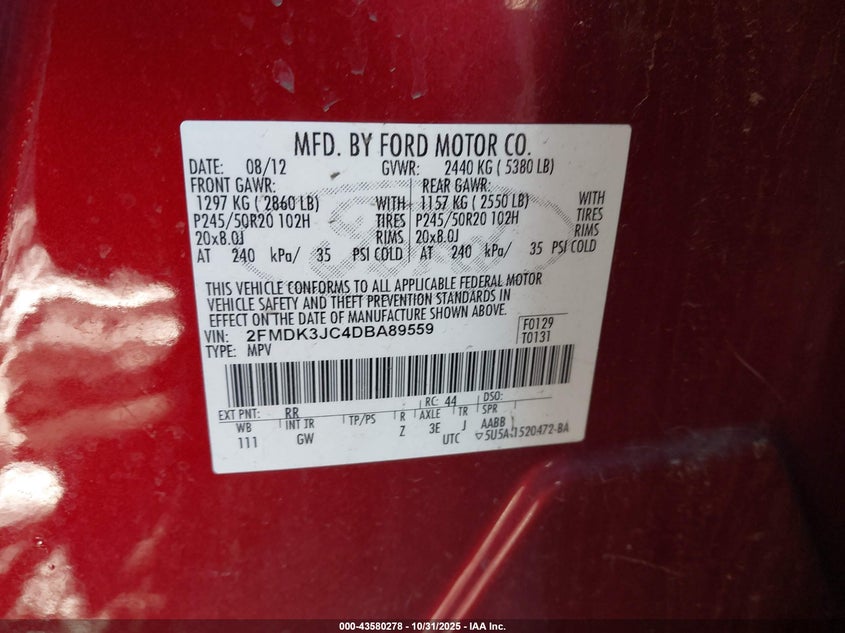 MFD. BY FORD MOTOR CO.
DATE: 08/12 GVWR: 2440 KG ( 5380 LB)
FRONT GAWR: REAR GAWR:
1297 KG ( 2860 LB) WITH 1157 KG ( 2550 LB) WITH
P245/50R20 102H TIRES P245/50R20 102H TIRES
20x8.0J RIMS 20x8.0J RIMS
AT 240 kPa/ 35 PSI COLD AT 240 kPa/ 35 PSI COLD
THIS VEHICLE CONFORMS TO ALL APPLICABLE FEDERAL MOTOR
VEHICLE SAFETY AND THEFT PREVENTION STANDARDS IN
EFFECT ON THE DATE OF MANUFACTURE SHOWN ABOVE.
VIN: 2FMDK3JC4DBA89559 F0129
TYPE: MPV T0131
EXT PNT: RR RC: 44 DSO:
WB INT TR TP/PS R AXLE TR SPR
111 GW Z 3E J AABB
UTC ▽5U5A-1520472-BA
000-43580278 - 10/31/2025 - IAA Inc.